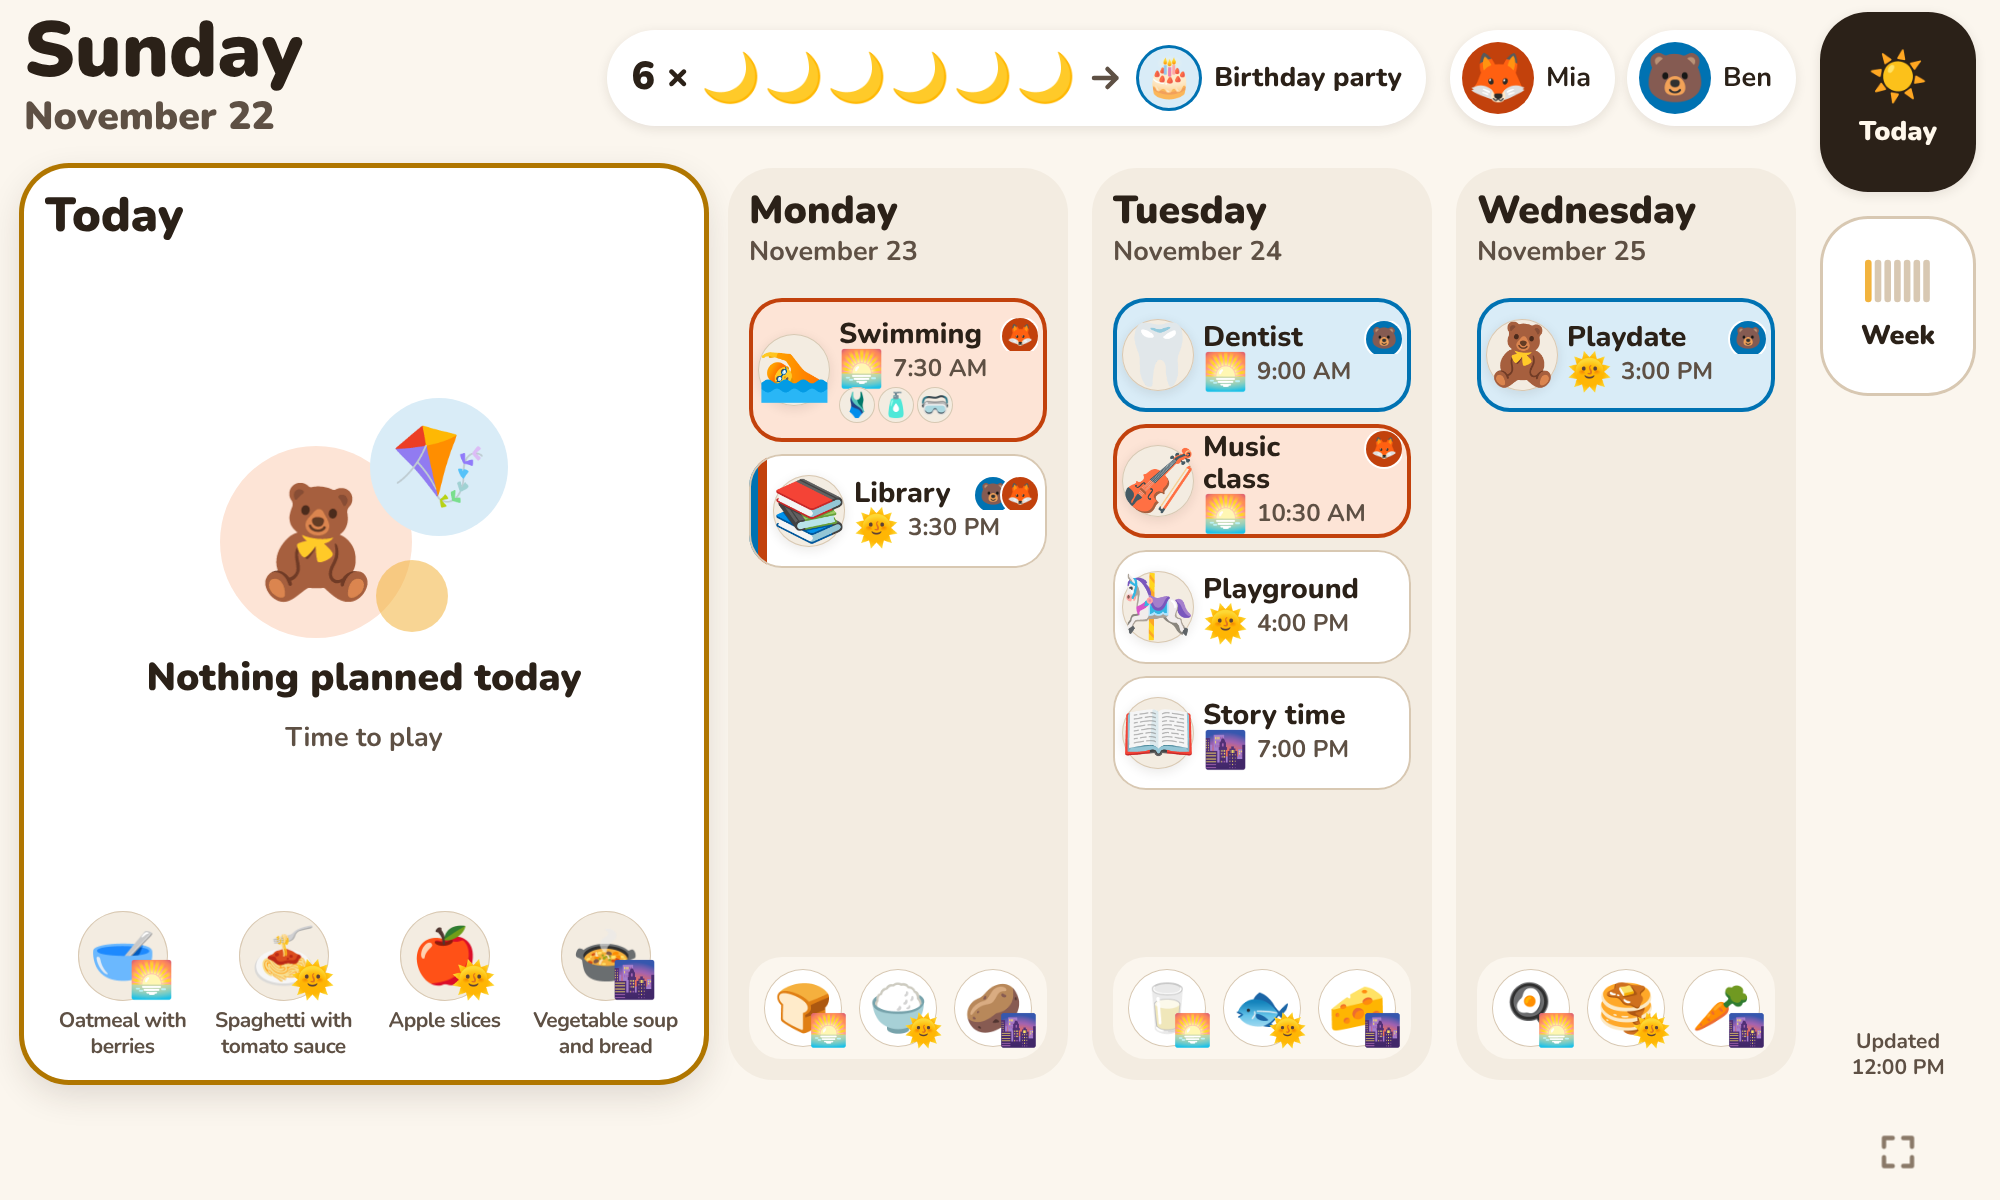 Sunday
November 22
6 ×
→
Birthday party
Mia
Ben
Today
Week
Today
Nothing planned today
Time to play
Oatmeal with
berries
Spaghetti with
tomato sauce
Apple slices
Vegetable soup
and bread
Monday
November 23
Swimming
7:30 AM
Library
3:30 PM
Tuesday
November 24
Dentist
9:00 AM
Music
class
10:30 AM
Playground
4:00 PM
Story time
7:00 PM
Wednesday
November 25
Playdate
3:00 PM
Updated
12:00 PM